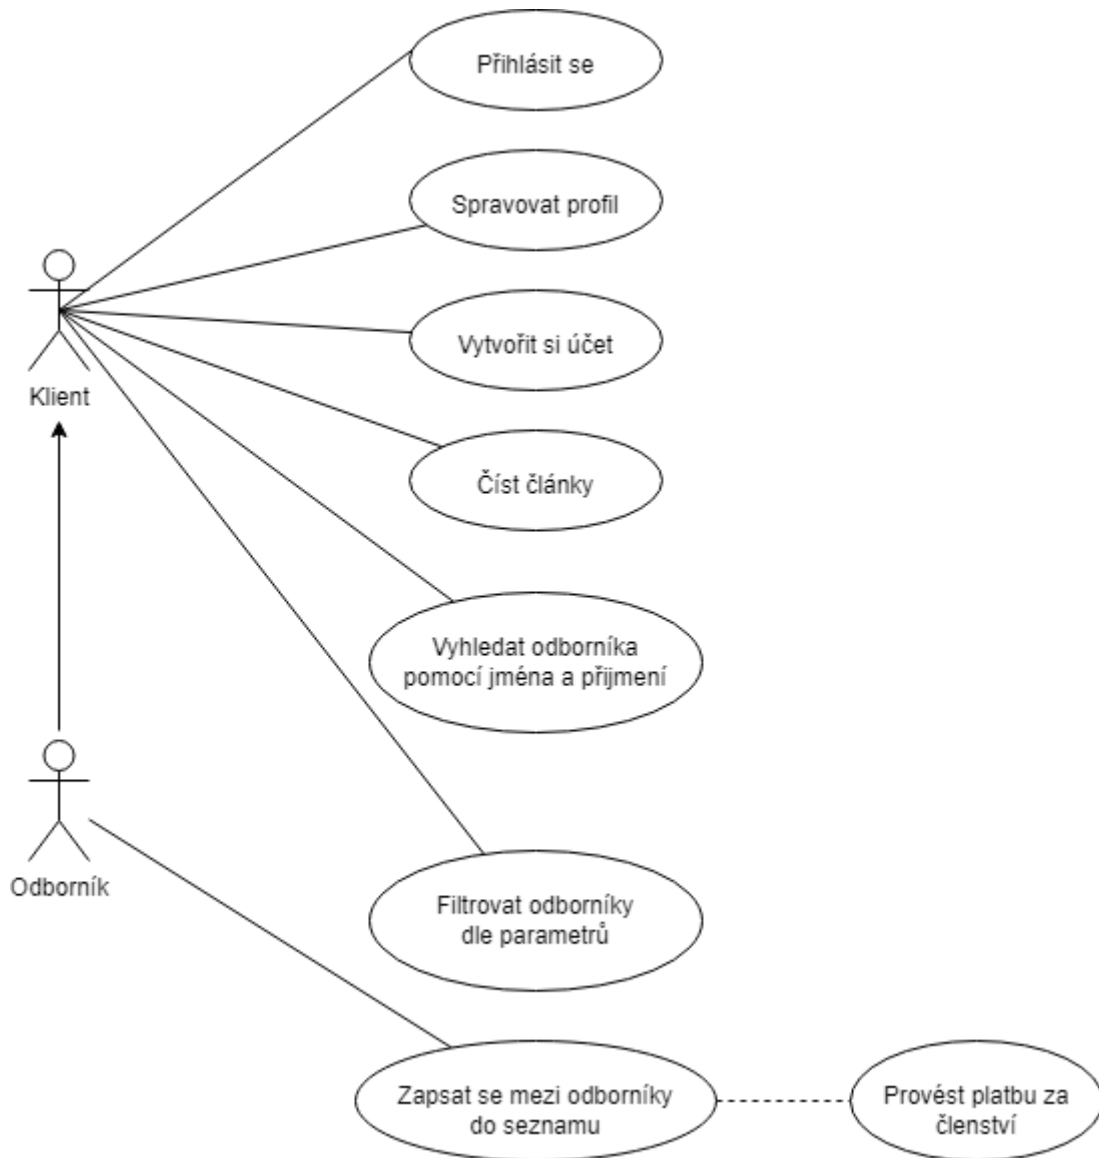 Přihlásit se
Spravovat profil
Vytvořit si účet
Klient
Číst články
Vyhledat odborníka
pomocí jména a přijmení
Odborník
Filtrovat odborníky
dle parametrů
Zapsat se mezi odborníky
do seznamu
Provést platbu za
členství